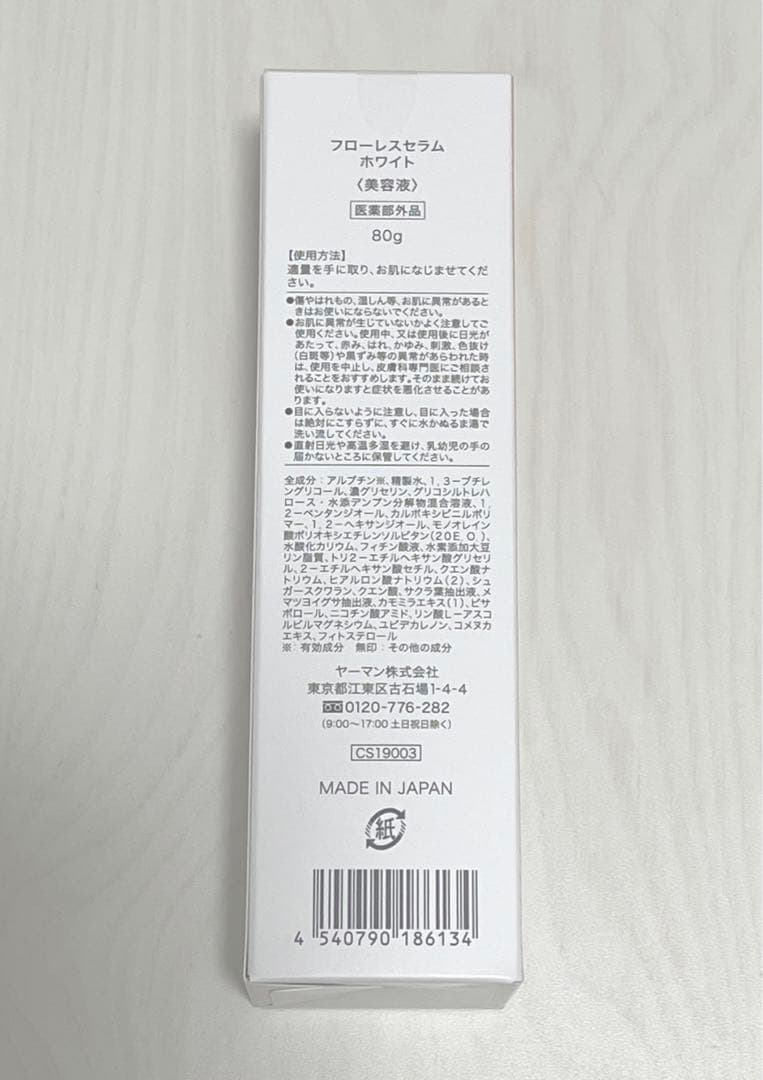 フローレスセラム
ホワイト
〈美容液〉
医薬部外品
80g
【使用方法】
適量を手に取り、お肌になじませてくだ
さい。
●傷やはれもの、湿しん等、お肌に異常があると
きはお使いにならないでください。
●お肌に異常が生じていないかよく注意してご
使用ください。使用中、又は使用後に日光が
あたって、赤み、はれ、かゆみ、刺激、色抜け
(白斑等)や黒ずみ等の異常があらわれた時
は、使用を中止し、皮膚科専門医にご相談さ
れることをおすすめします。そのまま続けてお
使いになりますと症状を悪化させることがあ
ります。
●目に入らないように注意し、目に入った場合
は絶対にこすらずに、すぐに水かぬるま湯で
洗い流してください。
●直射日光や高温多湿を避け、乳幼児の手の
届かないところに保管してください。
全成分：アルブチン※、精製水、1，3－ブチレ
ングリコール、濃グリセリン、グリコシルトレハ
ロース・水添デンプン分解物混合溶液、1，
2－ペンタンジオール、カルボキシビニルポリ
マー、1，2－ヘキサンジオール、モノオレイン
酸ポリオキシエチレンソルビタン(20E．O．)、
水酸化カリウム、フィチン酸液、水素添加大豆
リン脂質、トリ2－エチルヘキサン酸グリセリ
ル、2－エチルヘキサン酸セチル、クエン酸ナ
トリウム、ヒアルロン酸ナトリウム(2)、シュ
ガースクワラン、クエン酸、サクラ葉抽出液、メ
マツヨイグサ抽出液、カモミラエキス(1)、ビサ
ボロール、ニコチン酸アミド、リン酸L－アスコ
ルビルマグネシウム、ユビデカレノン、コメヌカ
エキス、フィトステロール
※：有効成分　無印：その他の成分
ヤーマン株式会社
東京都江東区古石場1-4-4
0120-776-282
(9:00～17:00 土日祝日除く)
CS19003
MADE IN JAPAN
紙
4 540790 186134